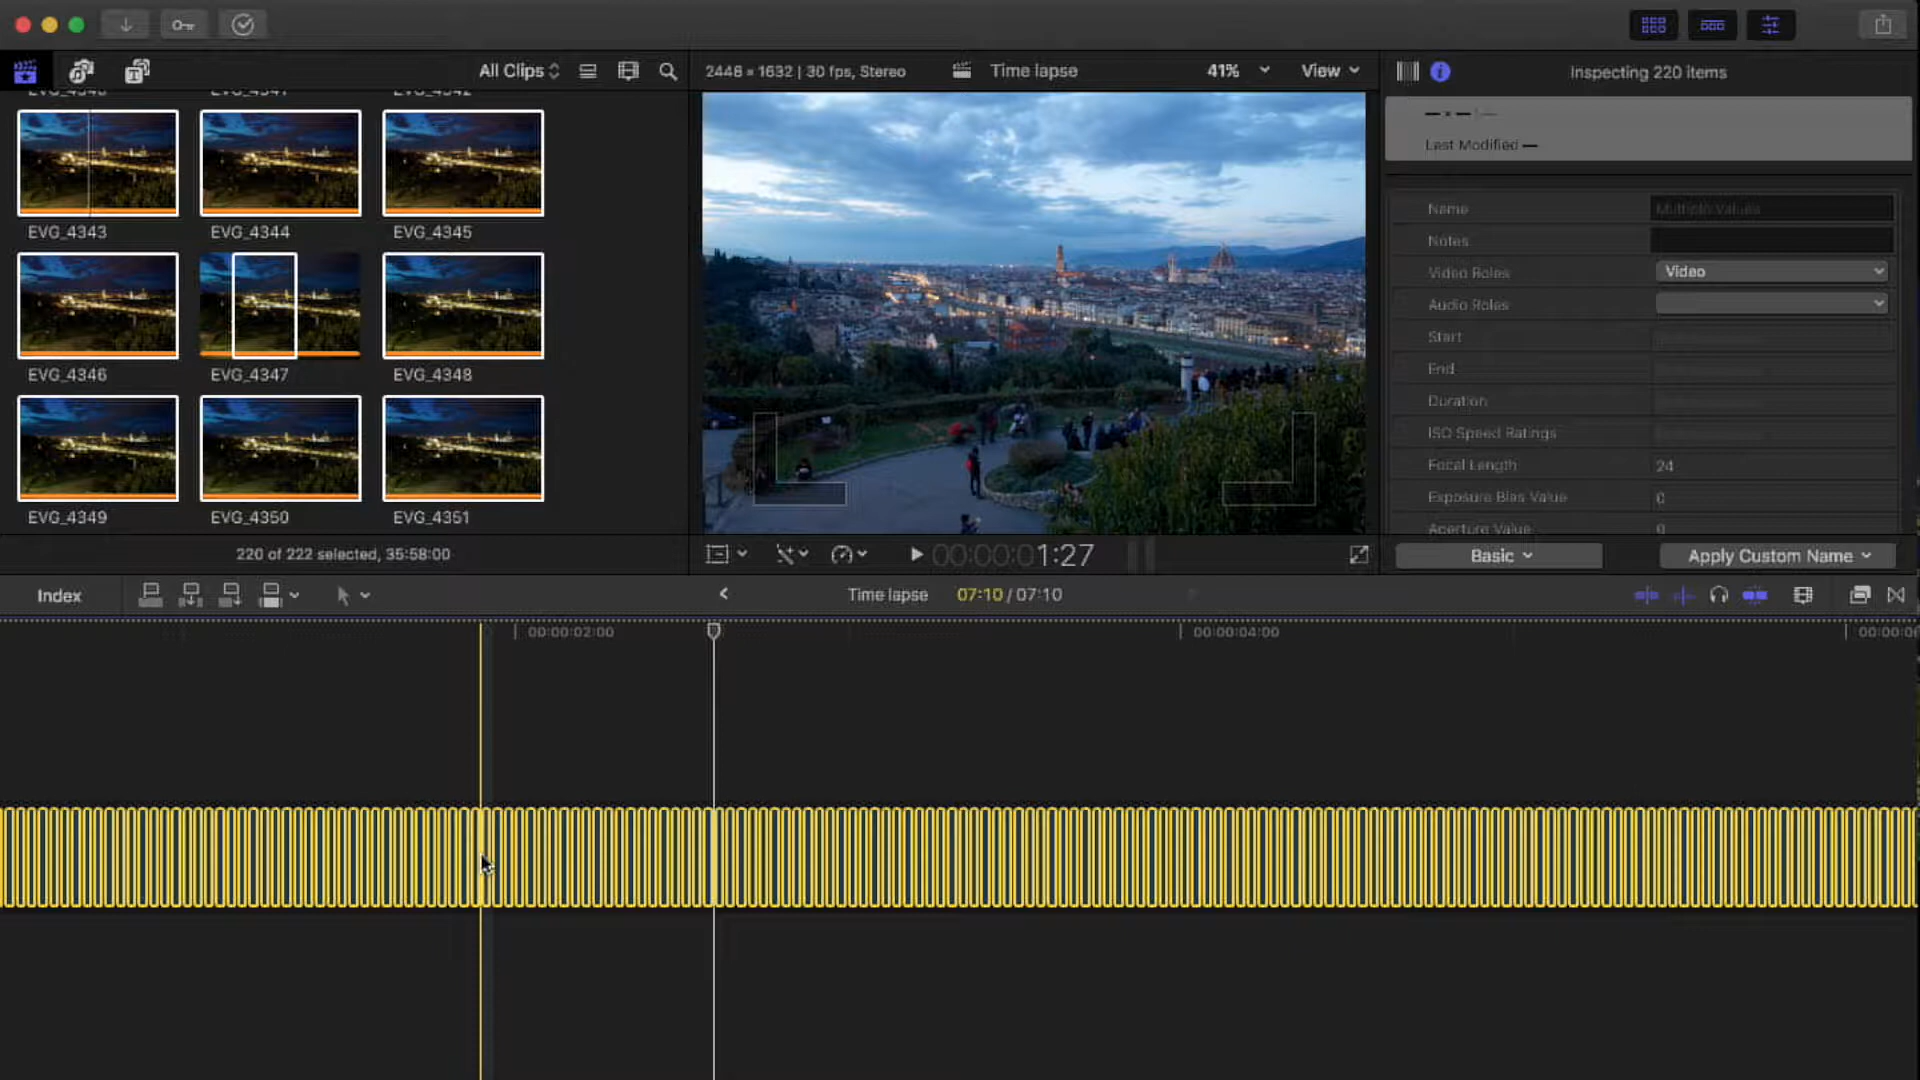 All Clips
2448 × 1632 | 30 fps, Stereo
Time lapse
41%
View
Inspecting 220 items
EVG_4343
EVG_4344
EVG_4345
EVG_4346
EVG_4347
EVG_4348
EVG_4349
EVG_4350
EVG_4351
220 of 222 selected, 35:58:00
00:00:01:27
Last Modified —
Name
Multiple Values
Notes
Video Roles
Video
Audio Roles
Start
End
Duration
ISO Speed Ratings
Focal Length
24
Exposure Bias Value
0
Aperture Value
0
Basic
Apply Custom Name
Index
Time lapse
07:10 / 07:10
00:00:02:00
00:00:04:00